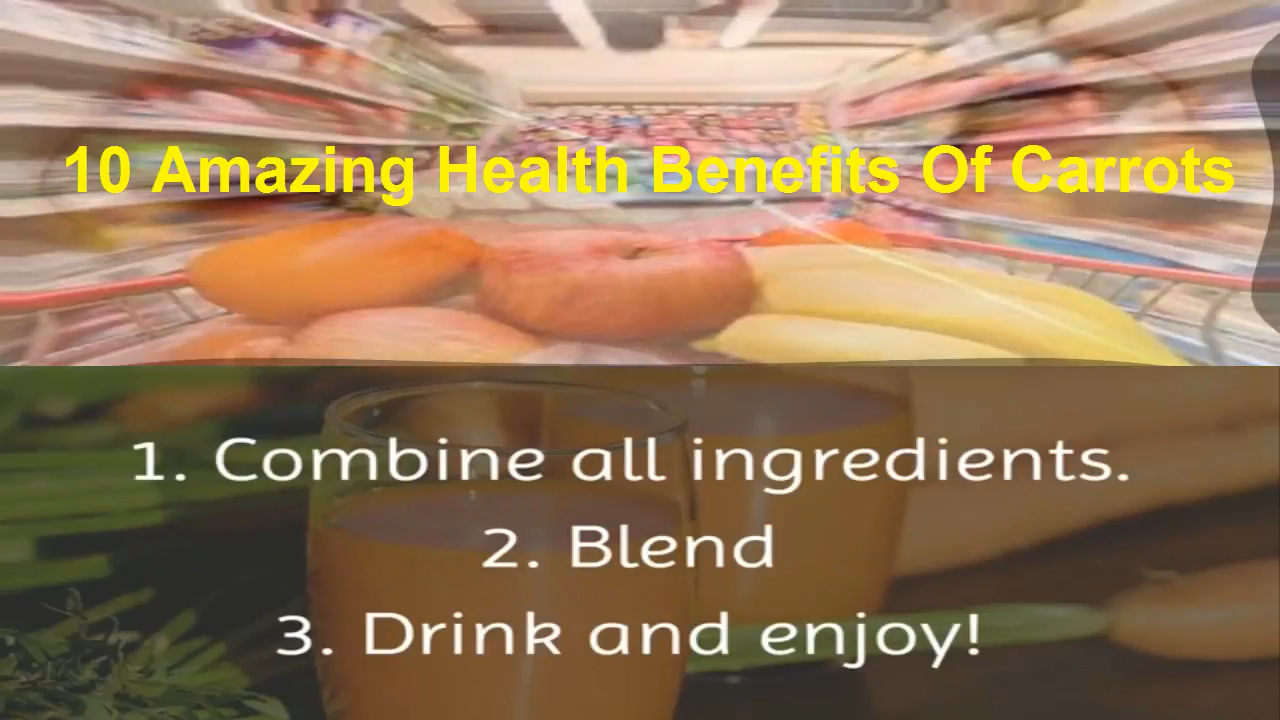 10 Amazing Health Benefits Of Carrots
1. Combine all ingredients.
2. Blend
3. Drink and enjoy!